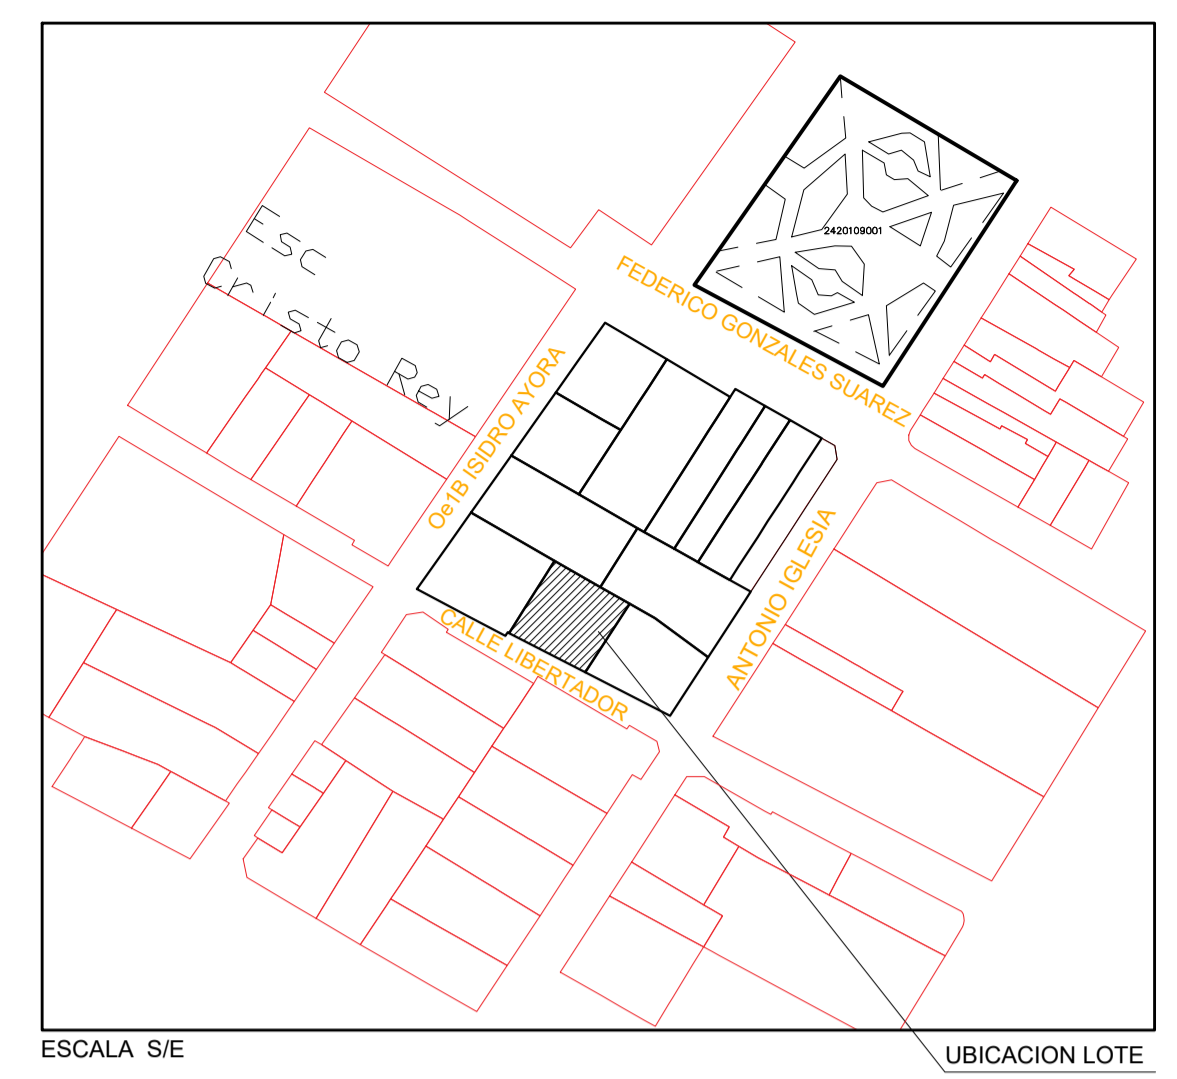 Esc
Cristo Rey
2420109001
FEDERICO GONZALES SUAREZ
Oe1B ISIDRO AYORA
ANTONIO IGLESIA
CALLE LIBERTADOR
ESCALA S/E
UBICACION LOTE